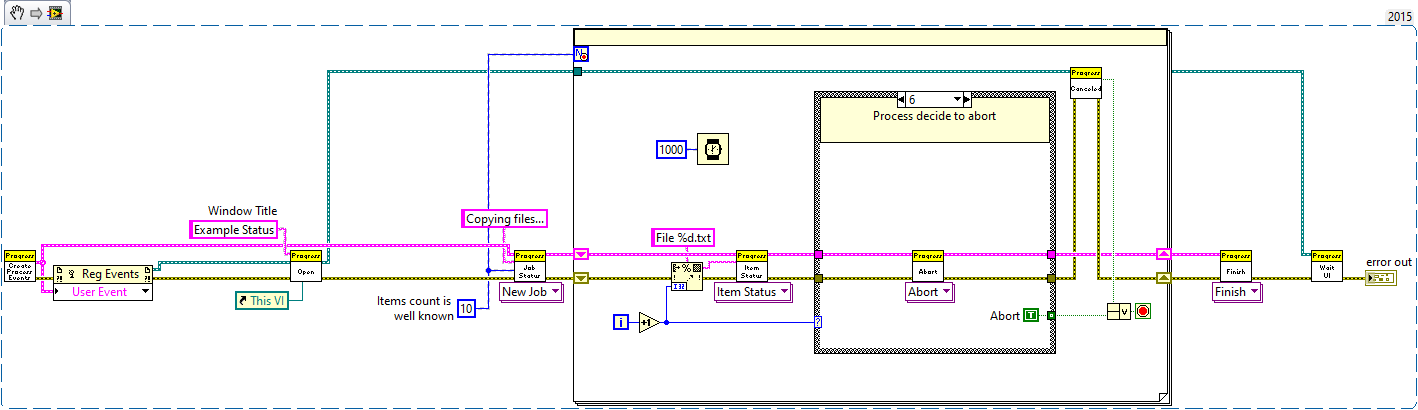 2015
N
Progress
Canceled
6
Process decide to abort
1000
Window Title
Example Status
Copying files...
File %d.txt
Progress
Create
Process
Events
Reg Events
User Event
Progress
Open
This VI
Progress
Job
Status
New Job
Items count is
well known
10
I32
Progress
Item
Status
Item Status
i
+1
?
Progress
Abort
Abort
Abort
T
V
Progress
Finish
Finish
Progress
Wait
UI
error out